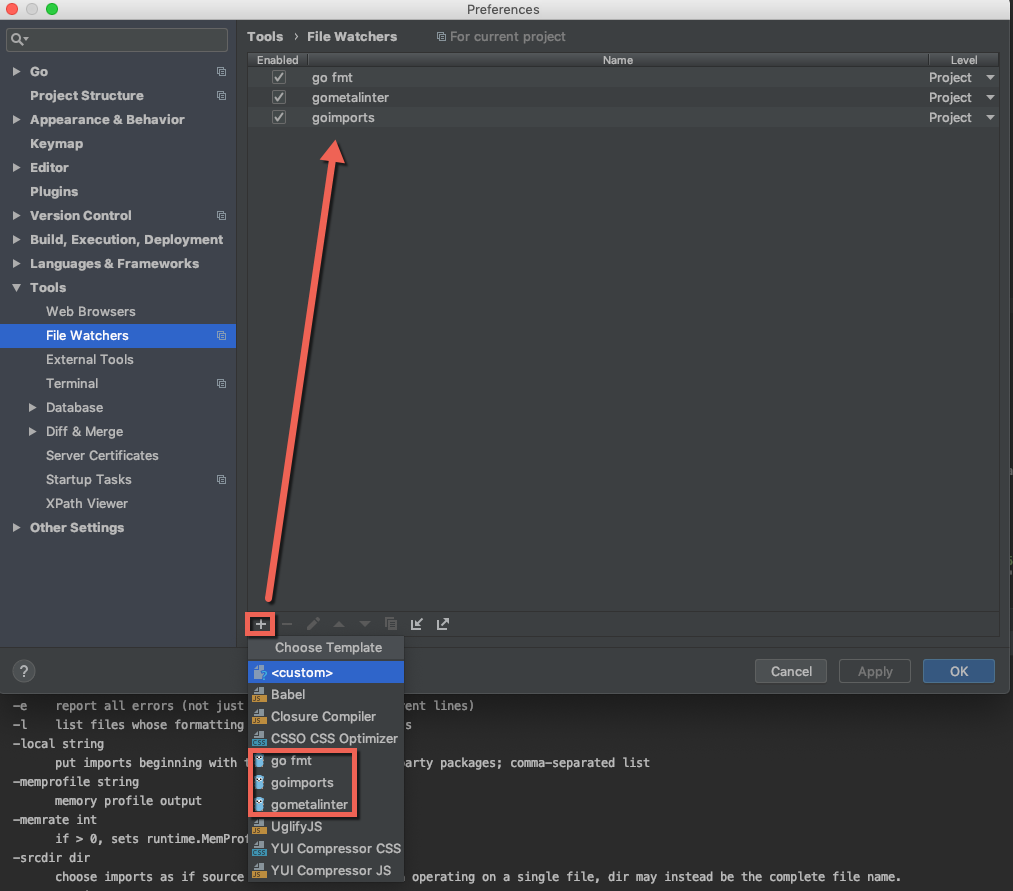 Preferences
Tools › File Watchers For current project
Go
Project Structure
Appearance & Behavior
Keymap
Editor
Plugins
Version Control
Build, Execution, Deployment
Languages & Frameworks
Tools
Web Browsers
File Watchers
External Tools
Terminal
Database
Diff & Merge
Server Certificates
Startup Tasks
XPath Viewer
Other Settings
Enabled Name Level
go fmt Project
gometalinter Project
goimports Project
?
Cancel Apply OK
Choose Template
<custom>
Babel
Closure Compiler
CSSO CSS Optimizer
go fmt
goimports
gometalinter
UglifyJS
YUI Compressor CSS
YUI Compressor JS
-e report all errors (not just lines)
-l list files whose formatting
-local string
put imports beginning with party packages; comma-separated list
-memprofile string
memory profile output
-memrate int
if > 0, sets runtime.MemProf
-srcdir dir
choose imports as if source operating on a single file, dir may instead be the complete file name.